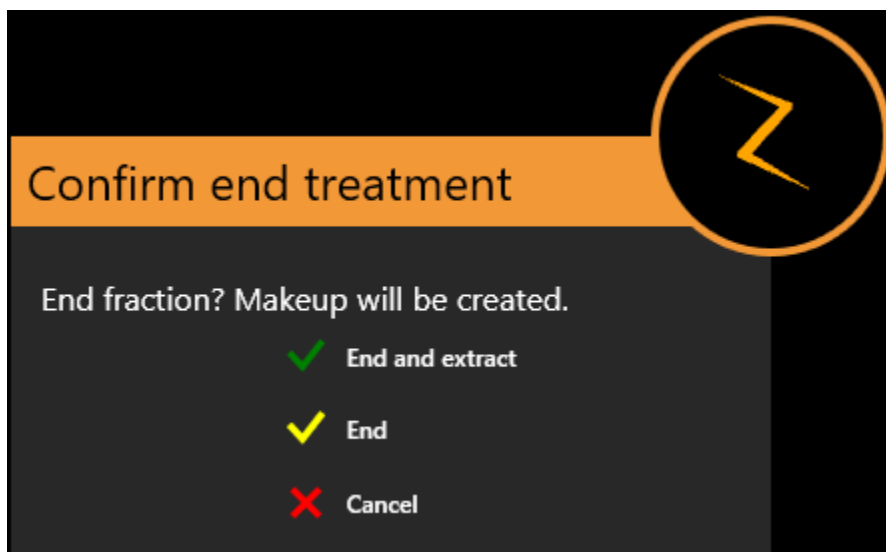 Confirm end treatment
End fraction? Makeup will be created.
End and extract
End
Cancel